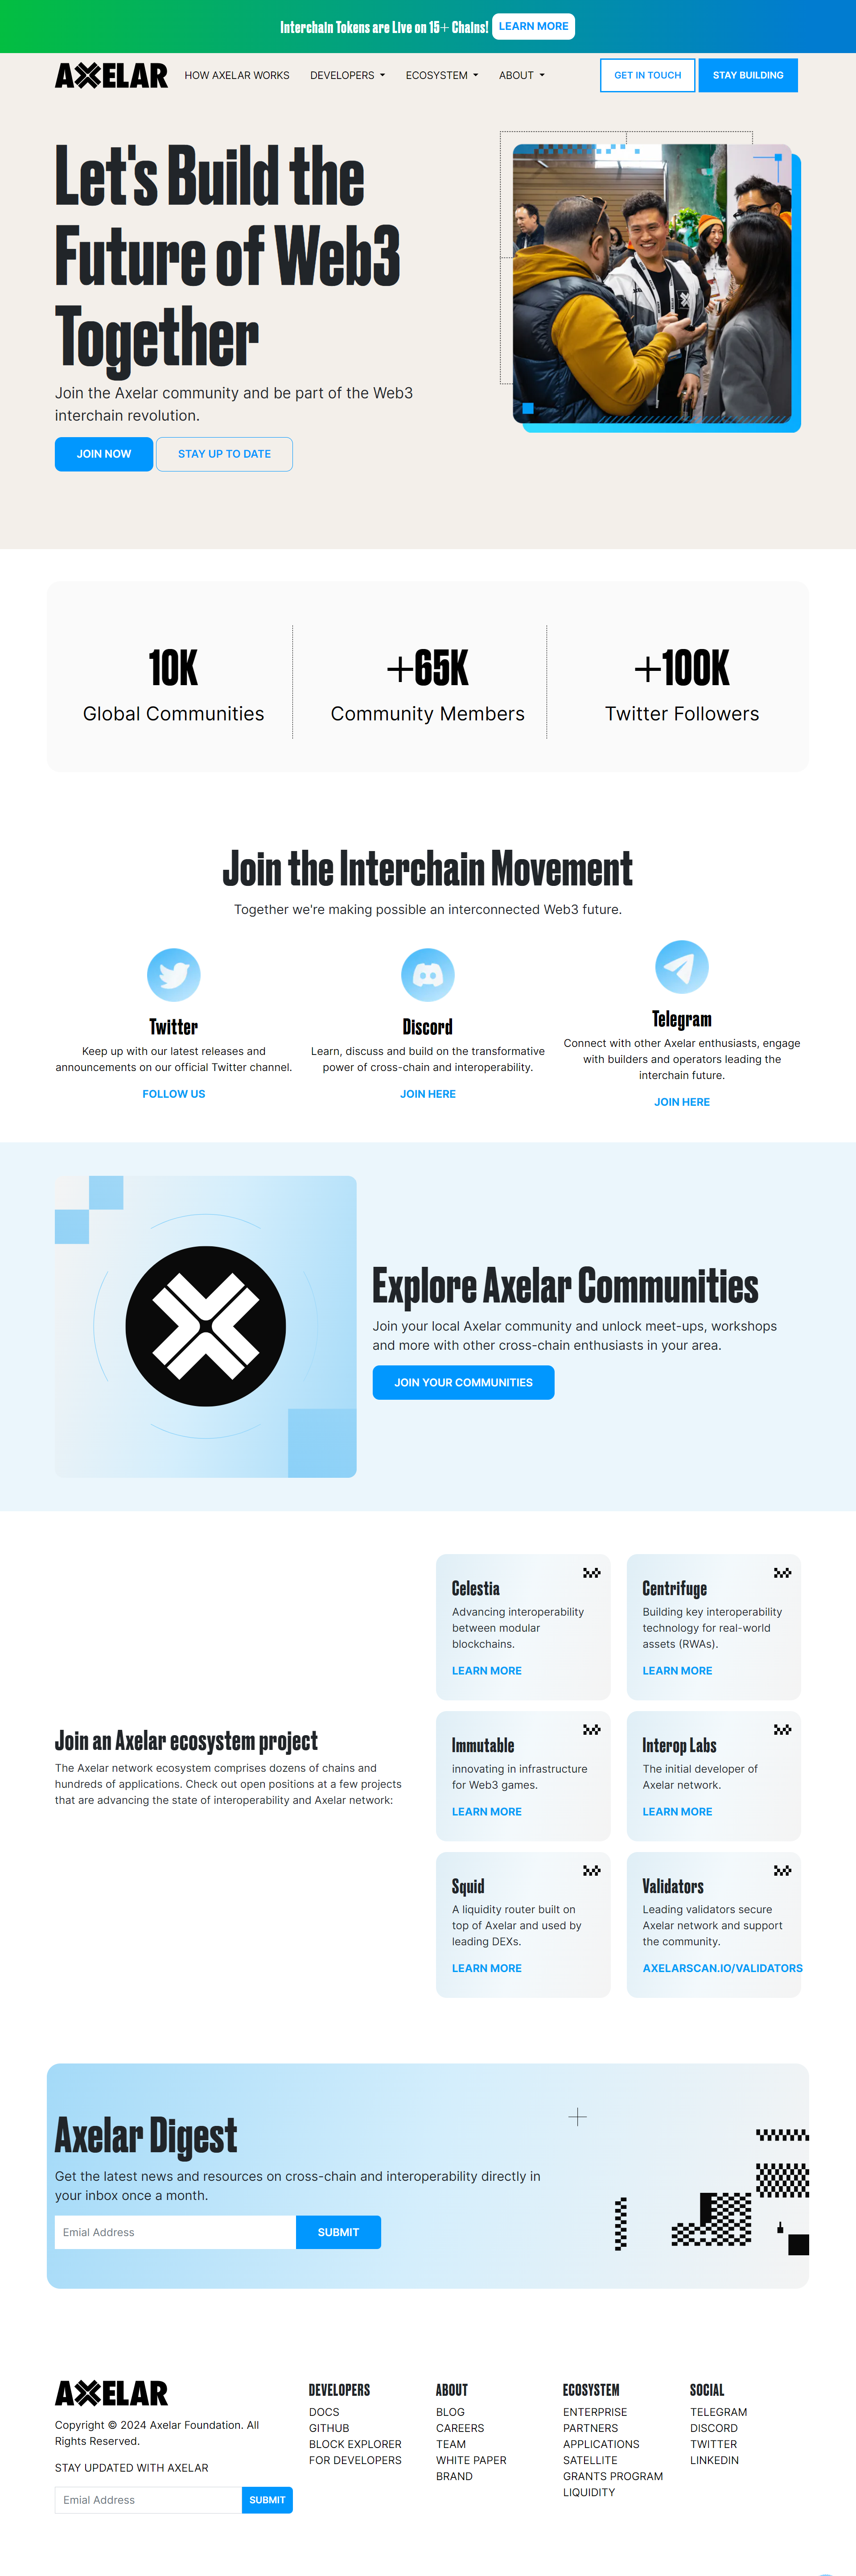 Interchain Tokens are Live on 15+ Chains! LEARN MORE
AXELAR HOW AXELAR WORKS DEVELOPERS ECOSYSTEM ABOUT GET IN TOUCH STAY BUILDING
Let's Build the
Future of Web3
Together
Join the Axelar community and be part of the Web3
interchain revolution.
JOIN NOW STAY UP TO DATE
10K
Global Communities
+65K
Community Members
+100K
Twitter Followers
Join the Interchain Movement
Together we're making possible an interconnected Web3 future.
Twitter
Keep up with our latest releases and
announcements on our official Twitter channel.
FOLLOW US
Discord
Learn, discuss and build on the transformative
power of cross-chain and interoperability.
JOIN HERE
Telegram
Connect with other Axelar enthusiasts, engage
with builders and operators leading the
interchain future.
JOIN HERE
Explore Axelar Communities
Join your local Axelar community and unlock meet-ups, workshops
and more with other cross-chain enthusiasts in your area.
JOIN YOUR COMMUNITIES
Join an Axelar ecosystem project
The Axelar network ecosystem comprises dozens of chains and
hundreds of applications. Check out open positions at a few projects
that are advancing the state of interoperability and Axelar network:
Celestia
Advancing interoperability
between modular
blockchains.
LEARN MORE
Centrifuge
Building key interoperability
technology for real-world
assets (RWAs).
LEARN MORE
Immutable
innovating in infrastructure
for Web3 games.
LEARN MORE
Interop Labs
The initial developer of
Axelar network.
LEARN MORE
Squid
A liquidity router built on
top of Axelar and used by
leading DEXs.
LEARN MORE
Validators
Leading validators secure
Axelar network and support
the community.
AXELARSCAN.IO/VALIDATORS
Axelar Digest
Get the latest news and resources on cross-chain and interoperability directly in
your inbox once a month.
Emial Address SUBMIT
AXELAR
Copyright © 2024 Axelar Foundation. All
Rights Reserved.
STAY UPDATED WITH AXELAR
Emial Address SUBMIT
DEVELOPERS
DOCS
GITHUB
BLOCK EXPLORER
FOR DEVELOPERS
ABOUT
BLOG
CAREERS
TEAM
WHITE PAPER
BRAND
ECOSYSTEM
ENTERPRISE
PARTNERS
APPLICATIONS
SATELLITE
GRANTS PROGRAM
LIQUIDITY
SOCIAL
TELEGRAM
DISCORD
TWITTER
LINKEDIN